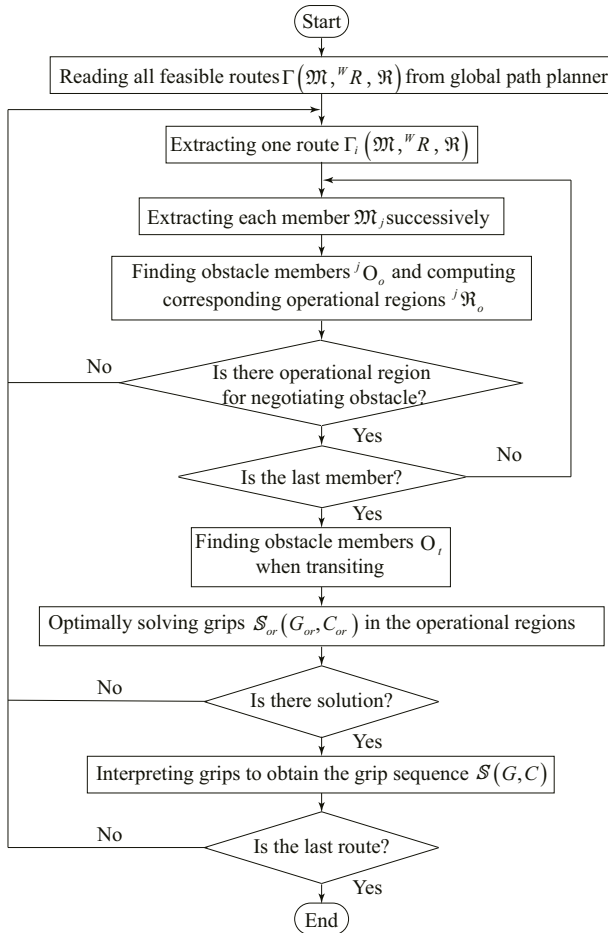 Start
Reading all feasible routes Γ(𝔐, ᵂR, ℜ) from global path planner
Extracting one route Γᵢ(𝔐, ᵂR, ℜ)
Extracting each member 𝔐ⱼ successively
Finding obstacle members ʲOₒ and computing
corresponding operational regions ʲℜₒ
No
Is there operational region
for negotiating obstacle?
Yes
No
Is the last member?
Yes
Finding obstacle members Oₜ
when transiting
Optimally solving grips 𝕊ₒᵣ(Gₒᵣ, Cₒᵣ) in the operational regions
No
Is there solution?
Yes
Interpreting grips to obtain the grip sequence 𝕊(G, C)
No
Is the last route?
Yes
End